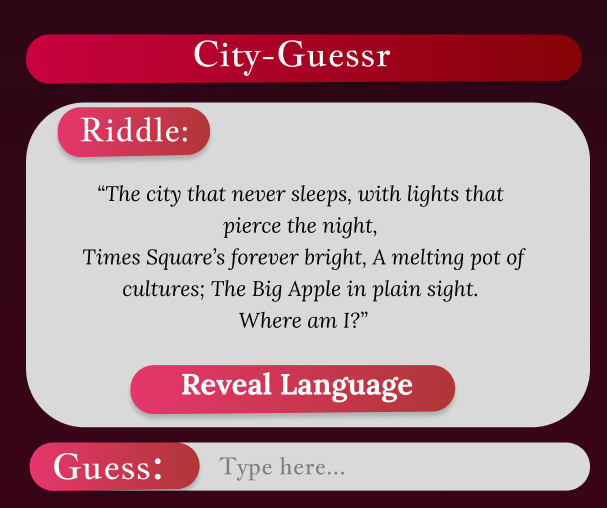 City-Guessr
Riddle:
“The city that never sleeps, with lights that
pierce the night,
Times Square’s forever bright, A melting pot of
cultures; The Big Apple in plain sight.
Where am I?”
Reveal Language
Guess: Type here...